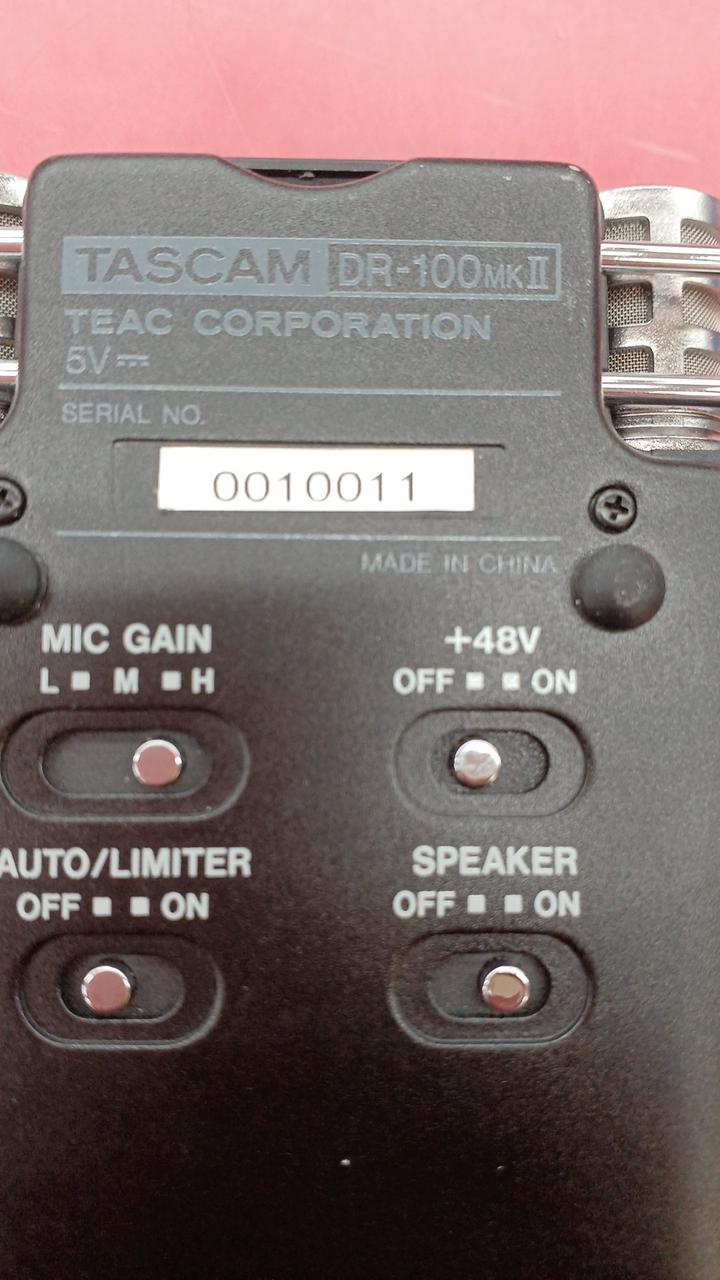 TASCAM DR-100MKII
TEAC CORPORATION
5V ⎓
SERIAL NO.
0010011
MADE IN CHINA
MIC GAIN
L ■ M ■ H
+48V
OFF ■ ■ ON
AUTO/LIMITER
OFF ■ ■ ON
SPEAKER
OFF ■ ■ ON